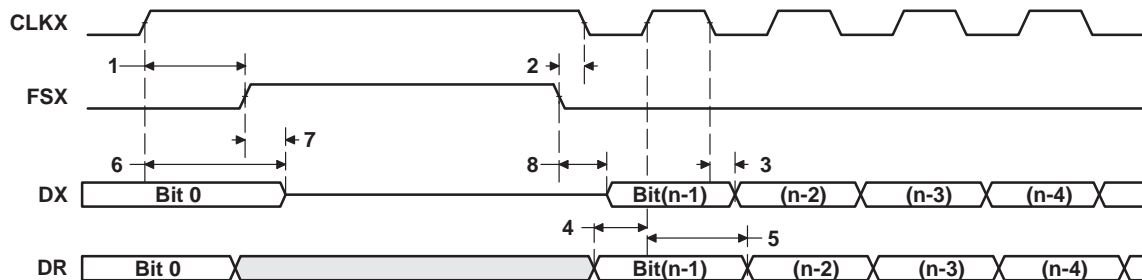 CLKX
1
2
FSX
7
6
8
3
DX
Bit 0
Bit(n-1)
(n-2)
(n-3)
(n-4)
4
5
DR
Bit 0
Bit(n-1)
(n-2)
(n-3)
(n-4)